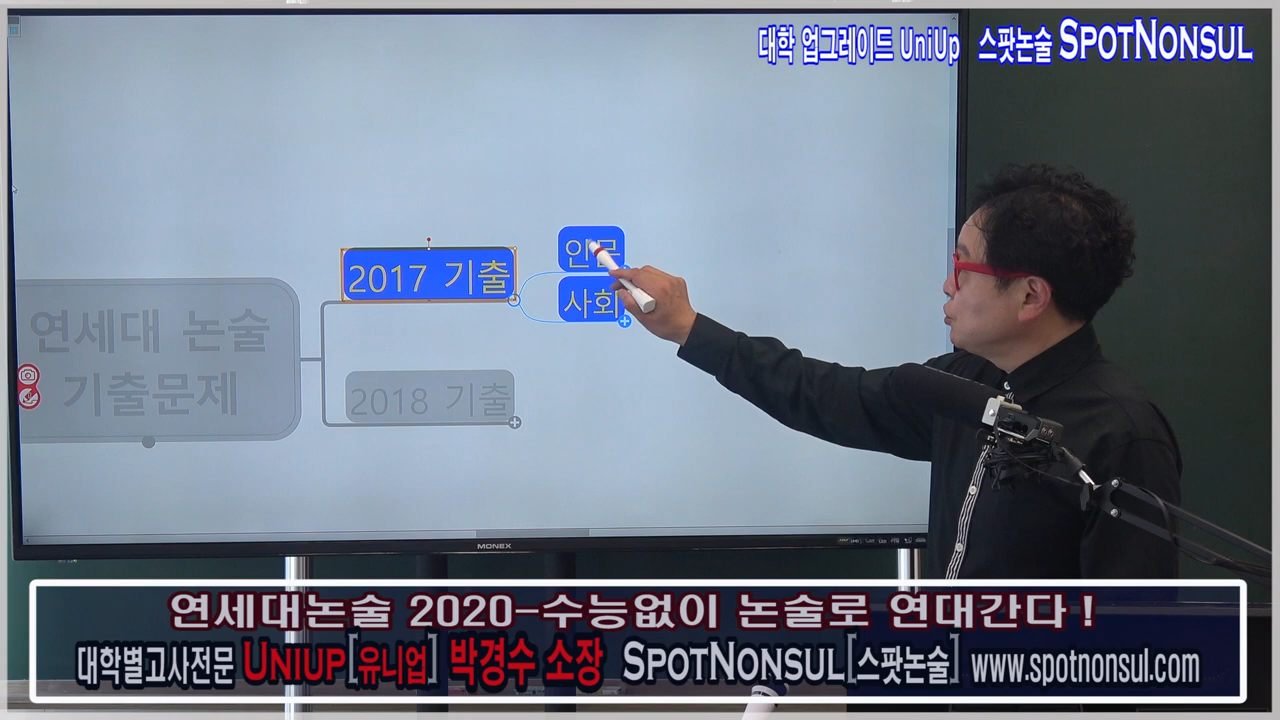 대학 업그레이드 UniUp 스팟논술 SPOTNONSUL
인문
2017 기출
사회
연세대 논술
기출문제
2018 기출
MONEX
연세대논술 2020-수능없이 논술로 연대간다!
대학별고사전문 UNIUP[유니업] 박경수 소장 SPOTNONSUL[스팟논술] www.spotnonsul.com